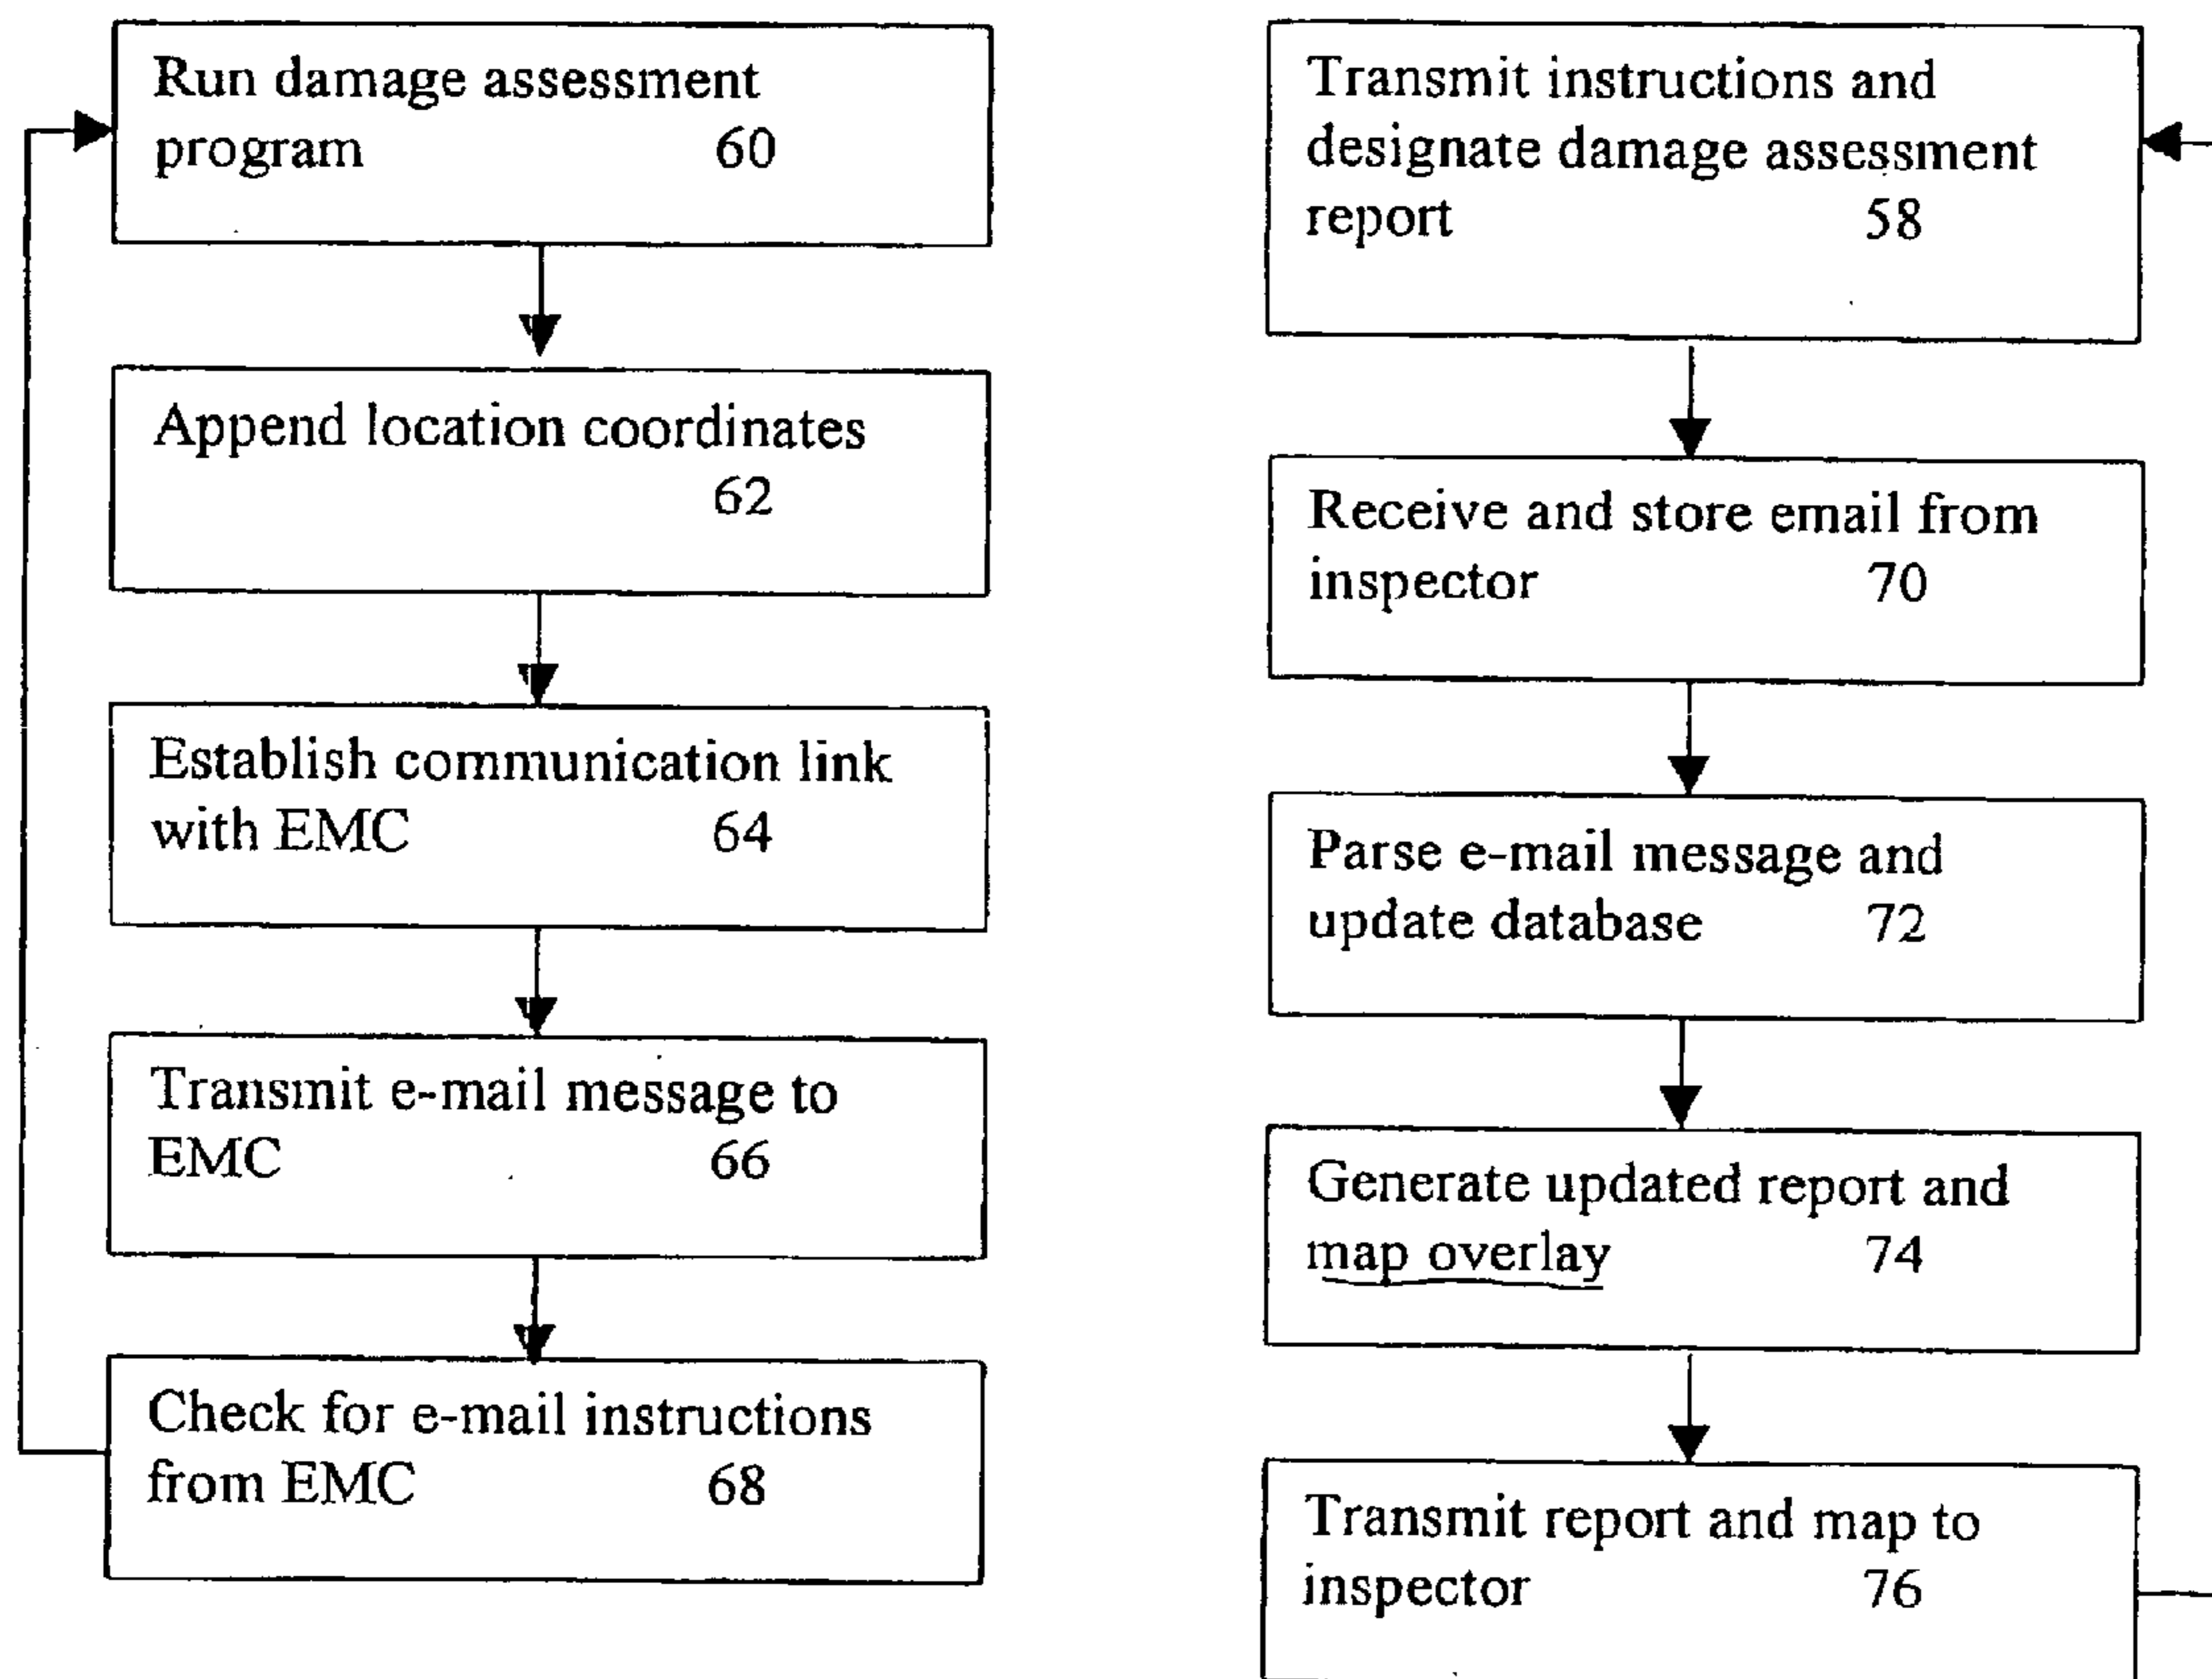 Run damage assessment
program 60
Append location coordinates
62
Establish communication link
with EMC 64
Transmit e-mail message to
EMC 66
Check for e-mail instructions
from EMC 68
Transmit instructions and
designate damage assessment
report 58
Receive and store email from
inspector 70
Parse e-mail message and
update database 72
Generate updated report and
map overlay 74
Transmit report and map to
inspector 76